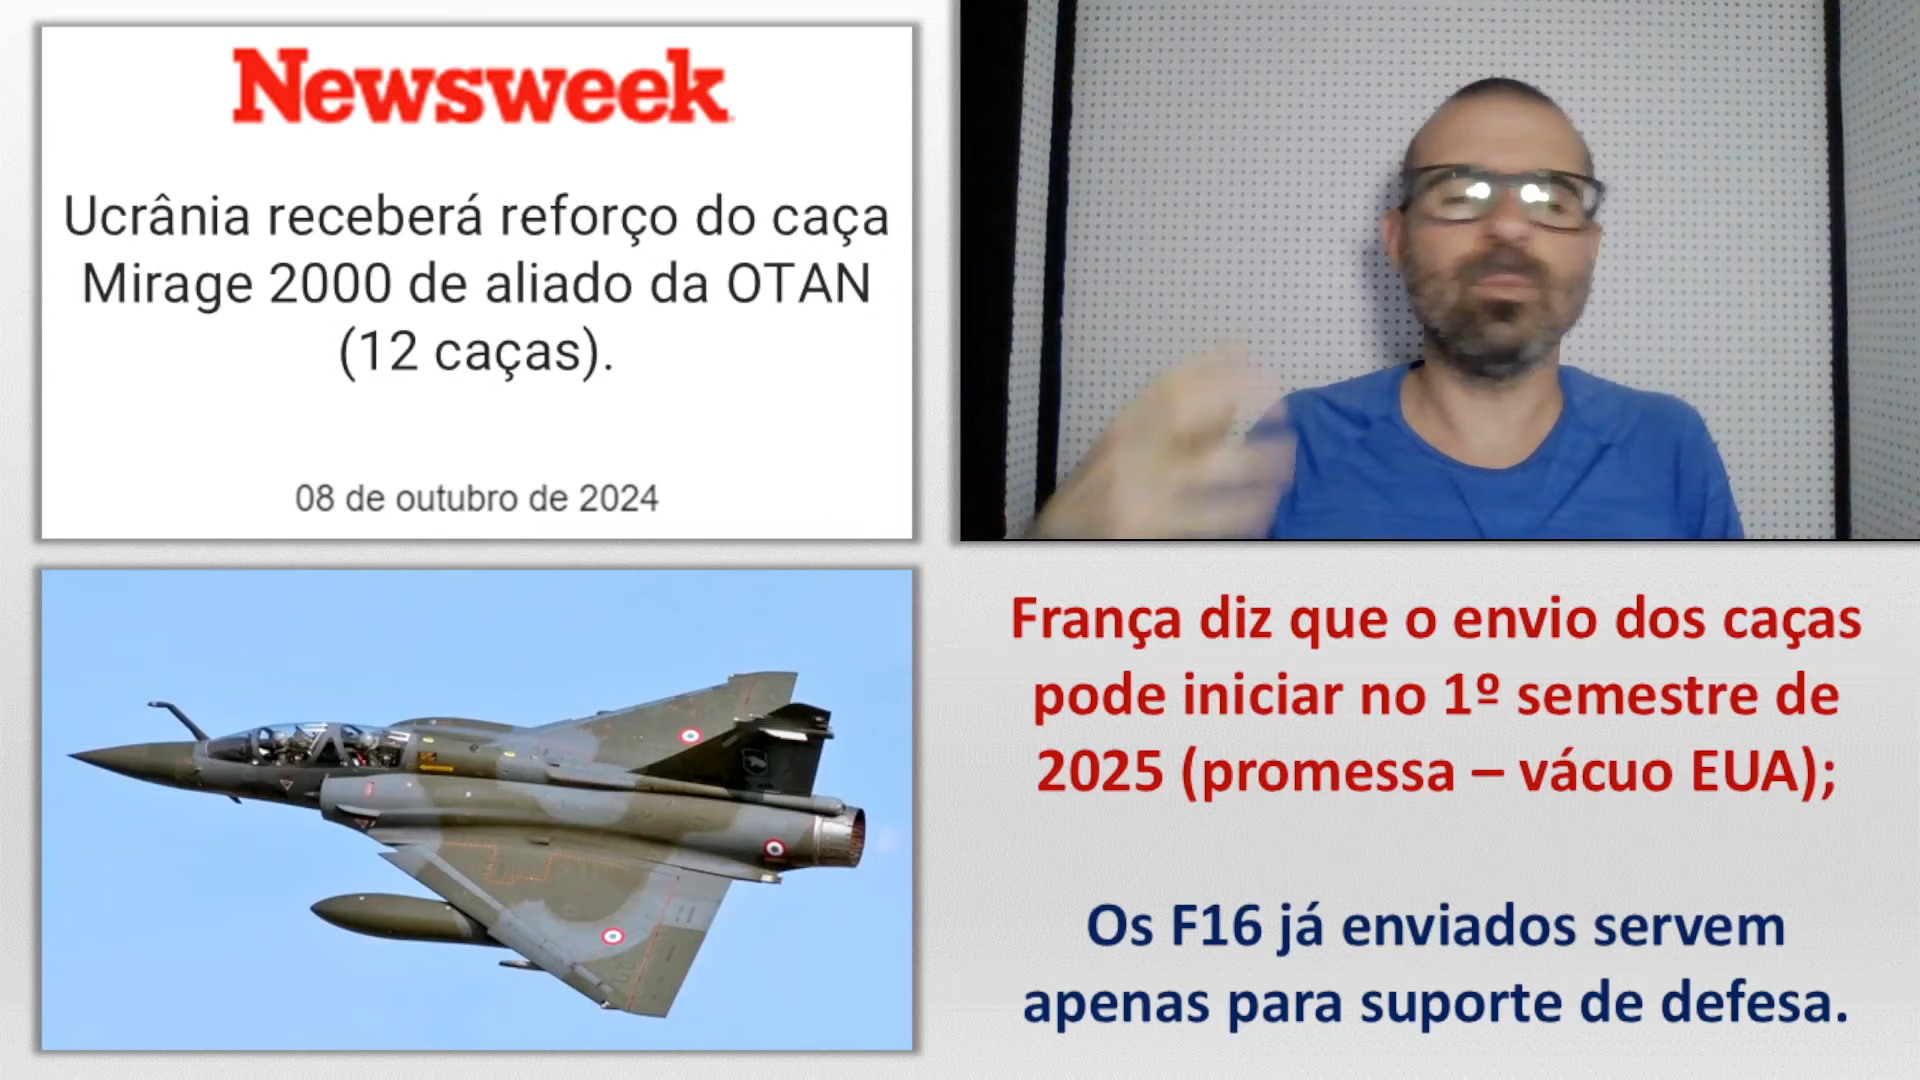 Newsweek
Ucrânia receberá reforço do caça
Mirage 2000 de aliado da OTAN
(12 caças).
08 de outubro de 2024
França diz que o envio dos caças
pode iniciar no 1º semestre de
2025 (promessa – vácuo EUA);
Os F16 já enviados servem
apenas para suporte de defesa.